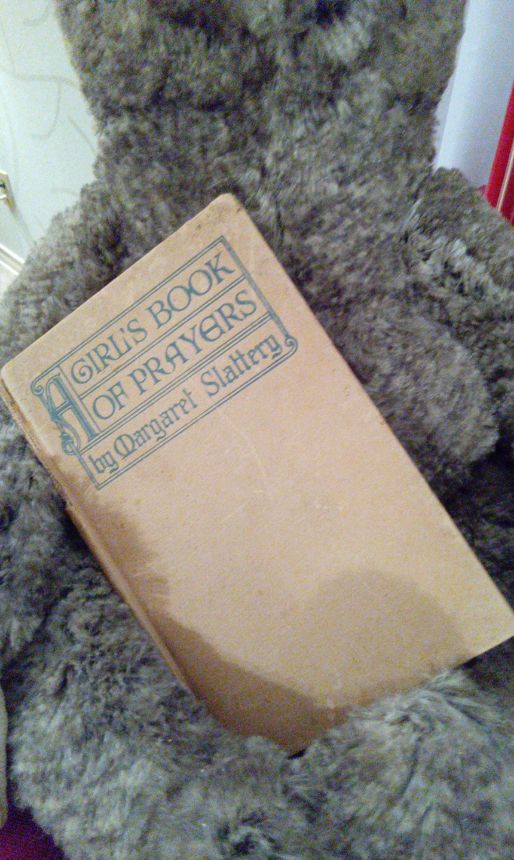 A GIRL'S BOOK
OF PRAYERS
by Margaret Slattery